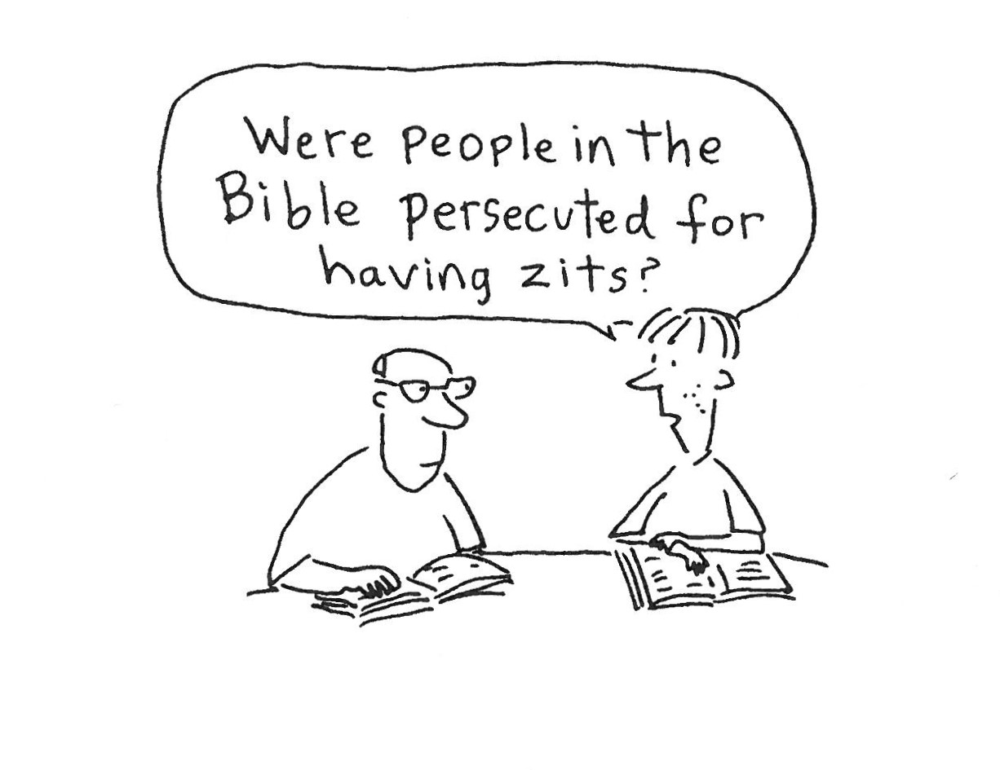 Were people in the
Bible persecuted for
having zits?